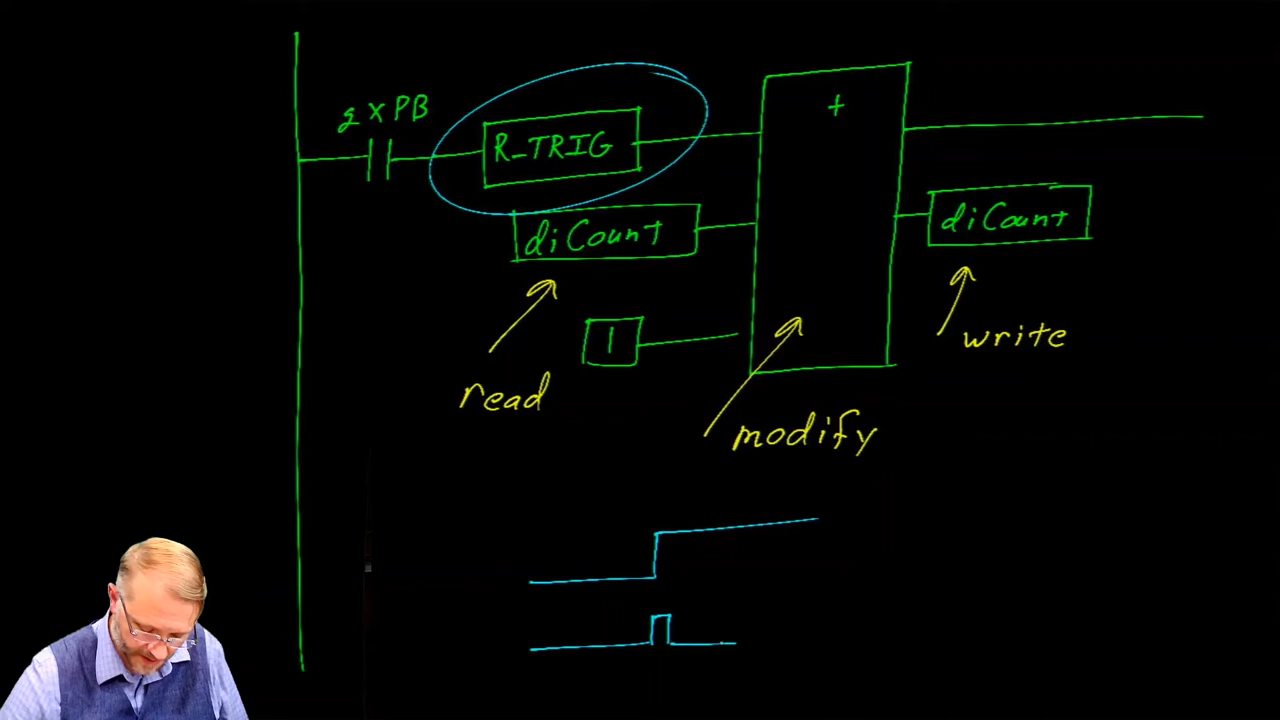 gxPB
R_TRIG
+
diCount
diCount
1
read
modify
write